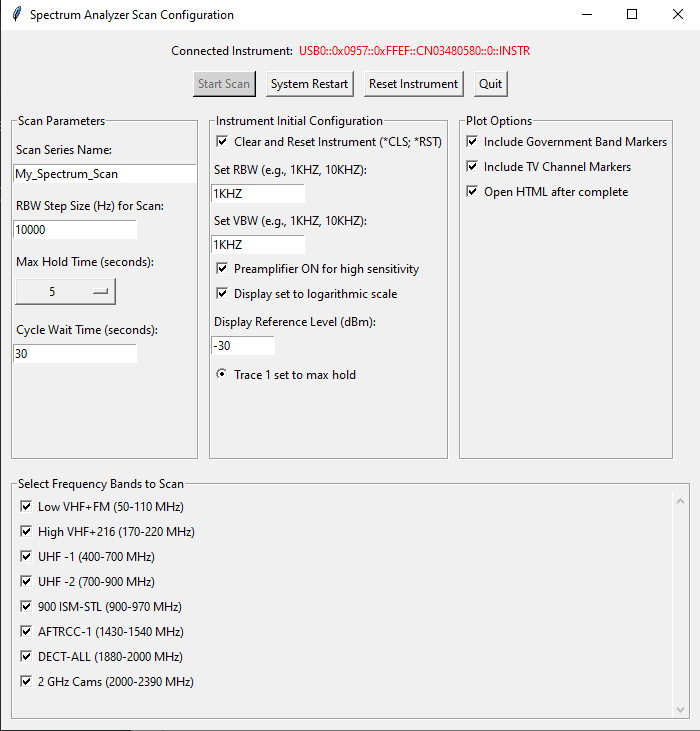 Spectrum Analyzer Scan Configuration
Connected Instrument: USB0::0x0957::0xFFEF::CN03480580::0::INSTR
Start Scan System Restart Reset Instrument Quit
Scan Parameters
Scan Series Name:
My_Spectrum_Scan
RBW Step Size (Hz) for Scan:
10000
Max Hold Time (seconds):
5
Cycle Wait Time (seconds):
30
Instrument Initial Configuration
Clear and Reset Instrument (*CLS; *RST)
Set RBW (e.g., 1KHZ, 10KHZ):
1KHZ
Set VBW (e.g., 1KHZ, 10KHZ):
1KHZ
Preamplifier ON for high sensitivity
Display set to logarithmic scale
Display Reference Level (dBm):
-30
Trace 1 set to max hold
Plot Options
Include Government Band Markers
Include TV Channel Markers
Open HTML after complete
Select Frequency Bands to Scan
Low VHF+FM (50-110 MHz)
High VHF+216 (170-220 MHz)
UHF -1 (400-700 MHz)
UHF -2 (700-900 MHz)
900 ISM-STL (900-970 MHz)
AFTRCC-1 (1430-1540 MHz)
DECT-ALL (1880-2000 MHz)
2 GHz Cams (2000-2390 MHz)